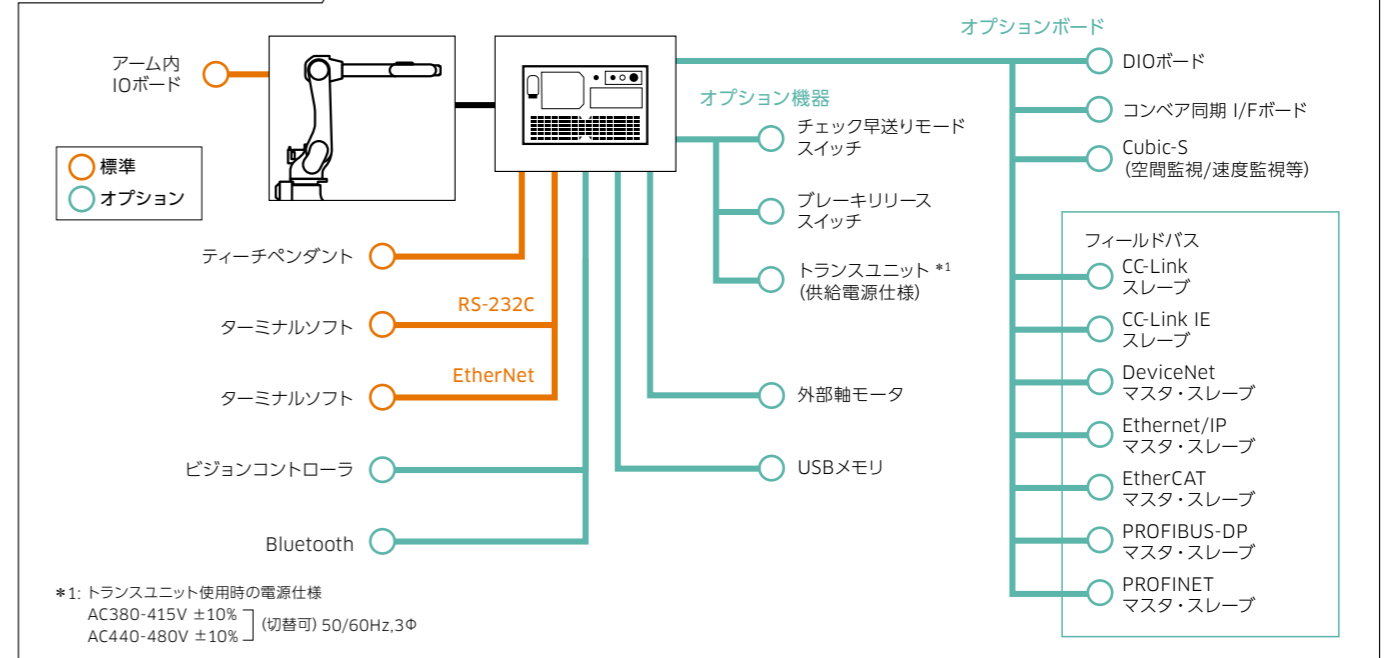 アーム内
IOボード
標準
オプション
ティーチペンダント
RS-232C
ターミナルソフト
EtherNet
ターミナルソフト
ビジョンコントローラ
Bluetooth
オプション機器
チェック早送りモード
スイッチ
ブレーキリリース
スイッチ
トランスユニット *1
(供給電源仕様)
外部軸モータ
USBメモリ
オプションボード
DIOボード
コンベア同期 I/Fボード
Cubic-S
(空間監視/速度監視等)
フィールドバス
CC-Link
スレーブ
CC-Link IE
スレーブ
DeviceNet
マスタ・スレーブ
Ethernet/IP
マスタ・スレーブ
EtherCAT
マスタ・スレーブ
PROFIBUS-DP
マスタ・スレーブ
PROFINET
マスタ・スレーブ
*1: トランスユニット使用時の電源仕様
AC380-415V ±10%
AC440-480V ±10%
(切替可) 50/60Hz,3Φ